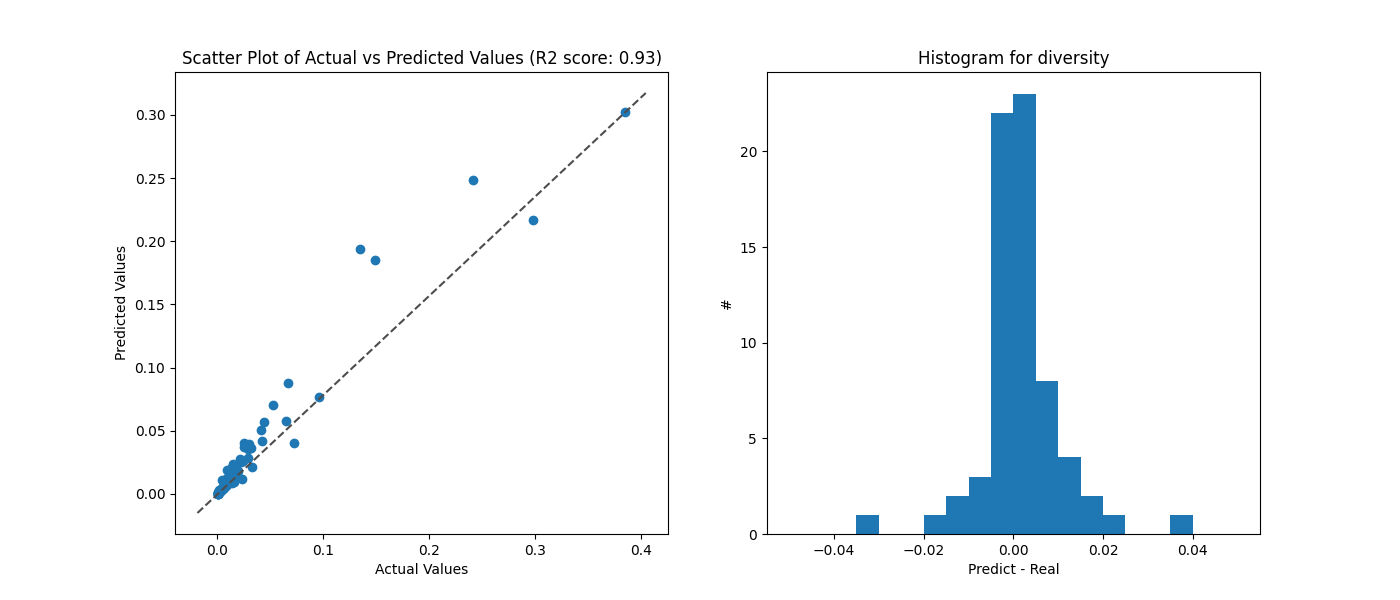 Scatter Plot of Actual vs Predicted Values (R2 score: 0.93)
0.30
0.25
0.20
0.15
0.10
0.05
0.00
Predicted Values
0.0 0.1 0.2 0.3 0.4
Actual Values
Histogram for diversity
20
15
10
5
0
#
−0.04 −0.02 0.00 0.02 0.04
Predict - Real